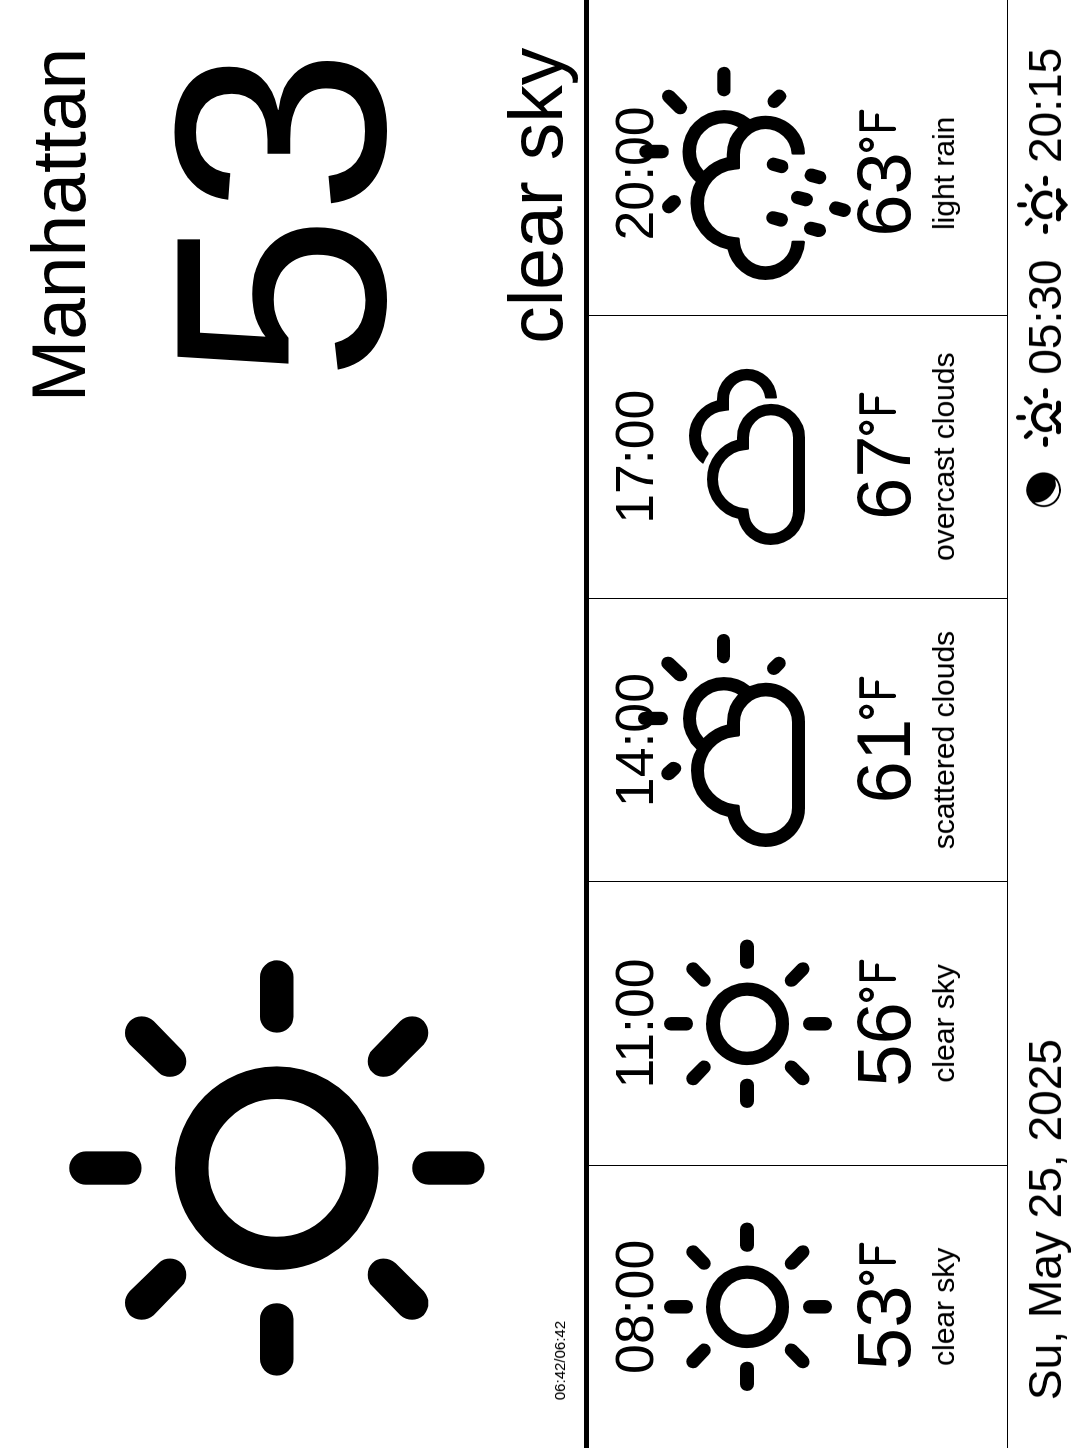 Manhattan
53
clear sky
06:42/06:42
08:00
53°F
clear sky
11:00
56°F
clear sky
14:00
61°F
scattered clouds
17:00
67°F
overcast clouds
20:00
63°F
light rain
Su, May 25, 2025
05:30
20:15